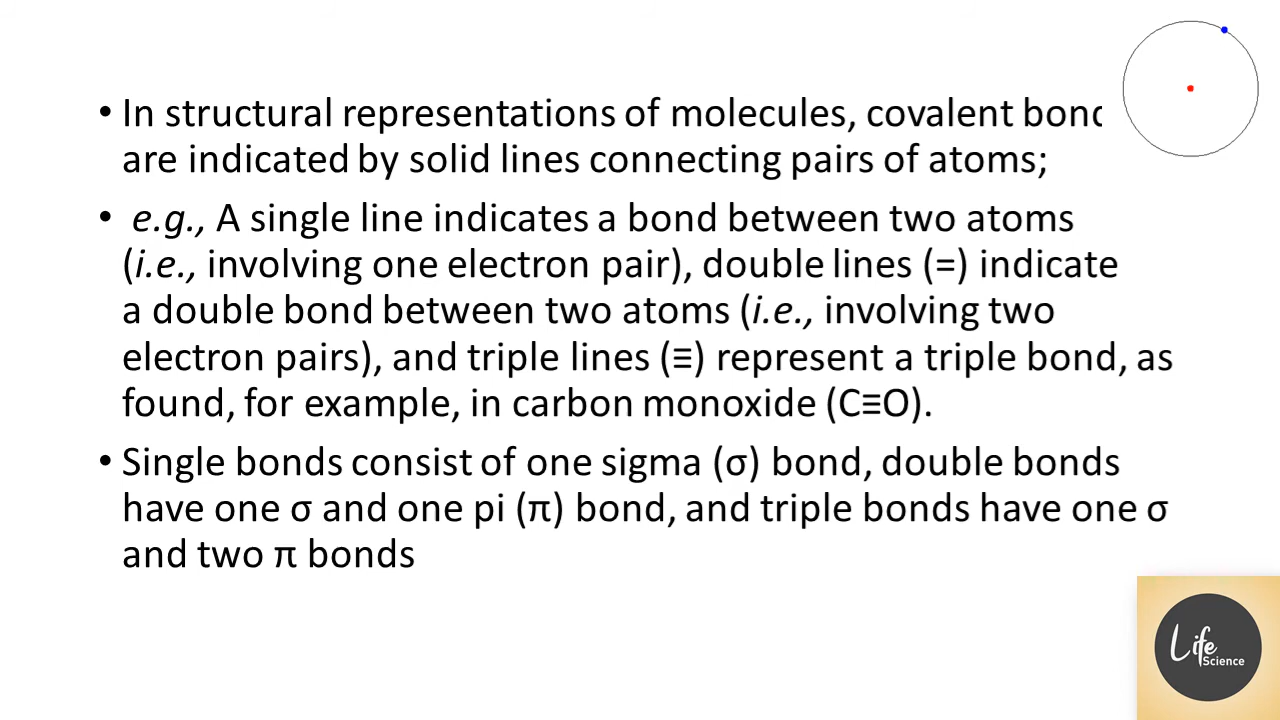 • In structural representations of molecules, covalent bond
are indicated by solid lines connecting pairs of atoms;
• e.g., A single line indicates a bond between two atoms
(i.e., involving one electron pair), double lines (=) indicate
a double bond between two atoms (i.e., involving two
electron pairs), and triple lines (≡) represent a triple bond, as
found, for example, in carbon monoxide (C≡O).
• Single bonds consist of one sigma (σ) bond, double bonds
have one σ and one pi (π) bond, and triple bonds have one σ
and two π bonds
Life
Science